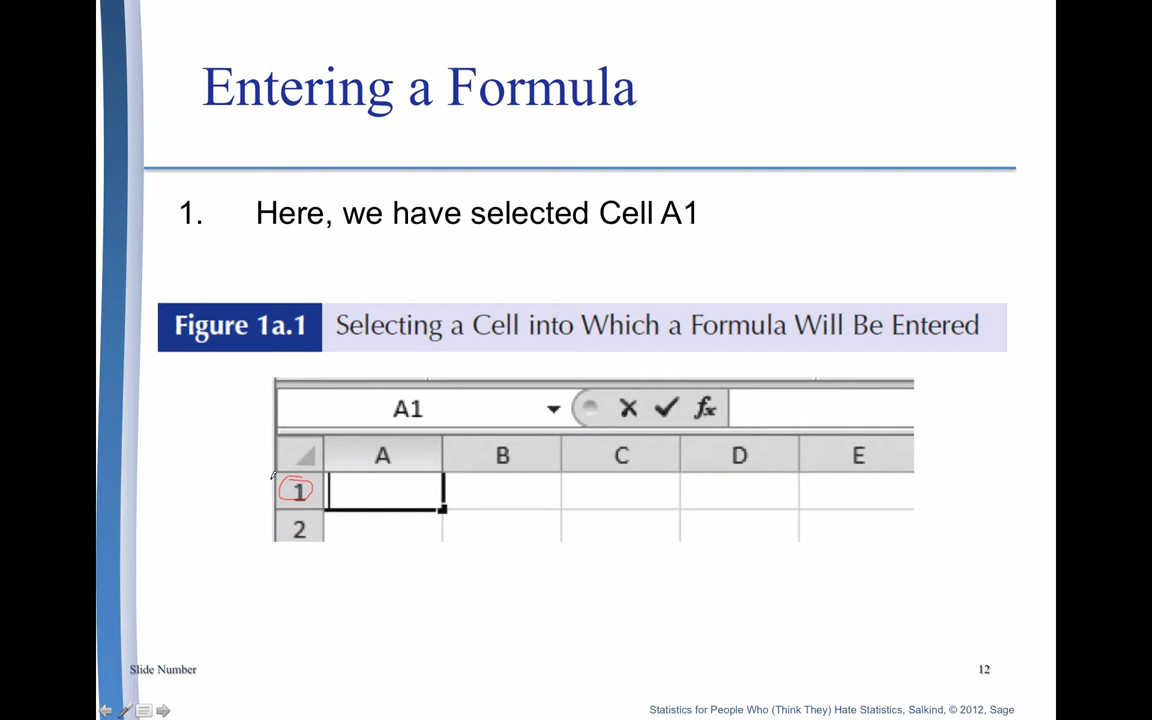 Entering a Formula
1. Here, we have selected Cell A1
Figure 1a.1 Selecting a Cell into Which a Formula Will Be Entered
A1 fx
A B C D E
1
2
Slide Number 12
Statistics for People Who (Think They) Hate Statistics, Salkind, © 2012, Sage